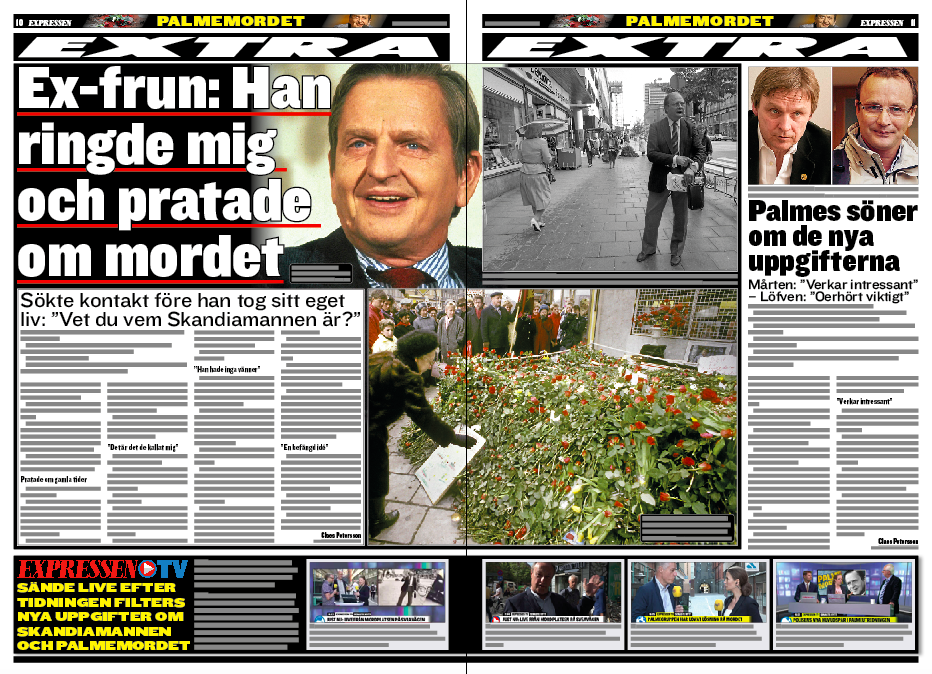 10 EXPRESSEN
PALMEMORDET
EXTRA
Ex-frun: Han
ringde mig
och pratade
om mordet
Sökte kontakt före han tog sitt eget
liv: "Vet du vem Skandiamannen är?"
Pratade om gamla tider
"Det är det de kallat mig"
"Han hade inga vänner"
"En befängd idé"
Claes Petersson
PALMEMORDET
EXPRESSEN 11
EXTRA
Palmes söner
om de nya
uppgifterna
Mårten: "Verkar intressant"
– Löfven: "Oerhört viktigt"
"Verkar intressant"
Claes Petersson
EXPRESSEN TV
SÄNDE LIVE EFTER
TIDNINGEN FILTERS
NYA UPPGIFTER OM
SKANDIAMANNEN
OCH PALMEMORDET